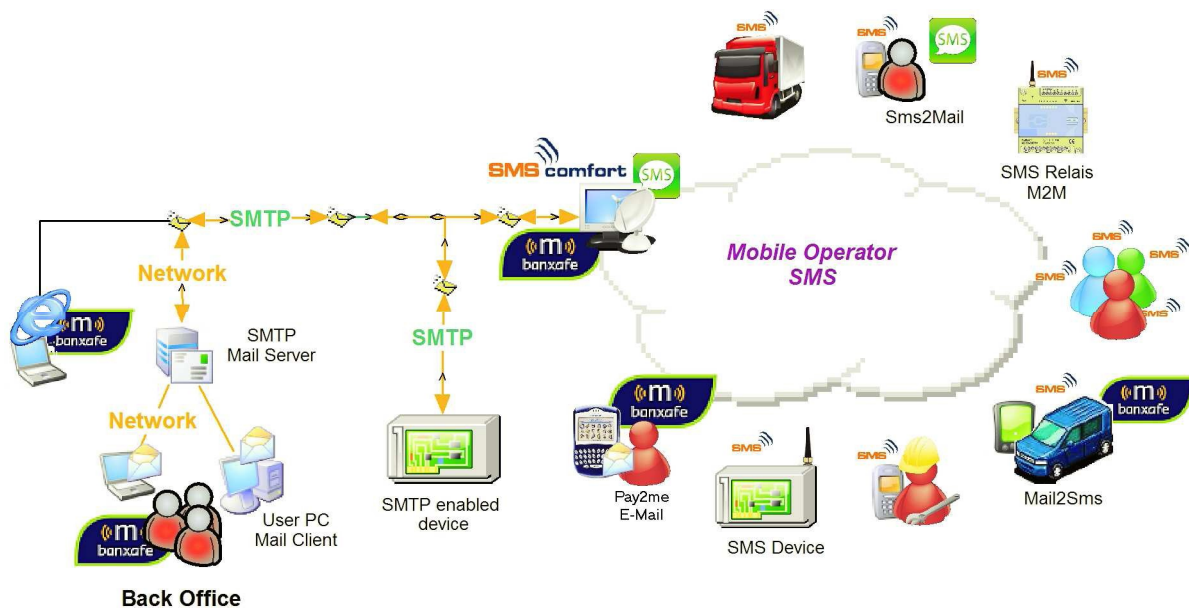 SMS
SMS
SMS
Sms2Mail
SMS
SMS Relais
M2M
SMS comfort
SMS
SMTP
m
banxafe
Mobile Operator
SMS
Network
SMS
SMS
SMS
SMS
m
banxafe
SMTP
Mail Server
SMTP
Network
m
banxafe
SMS
m
banxafe
SMS
SMS
Pay2me
E-Mail
Mail2Sms
SMTP enabled
device
SMS Device
User PC
Mail Client
m
banxafe
Back Office